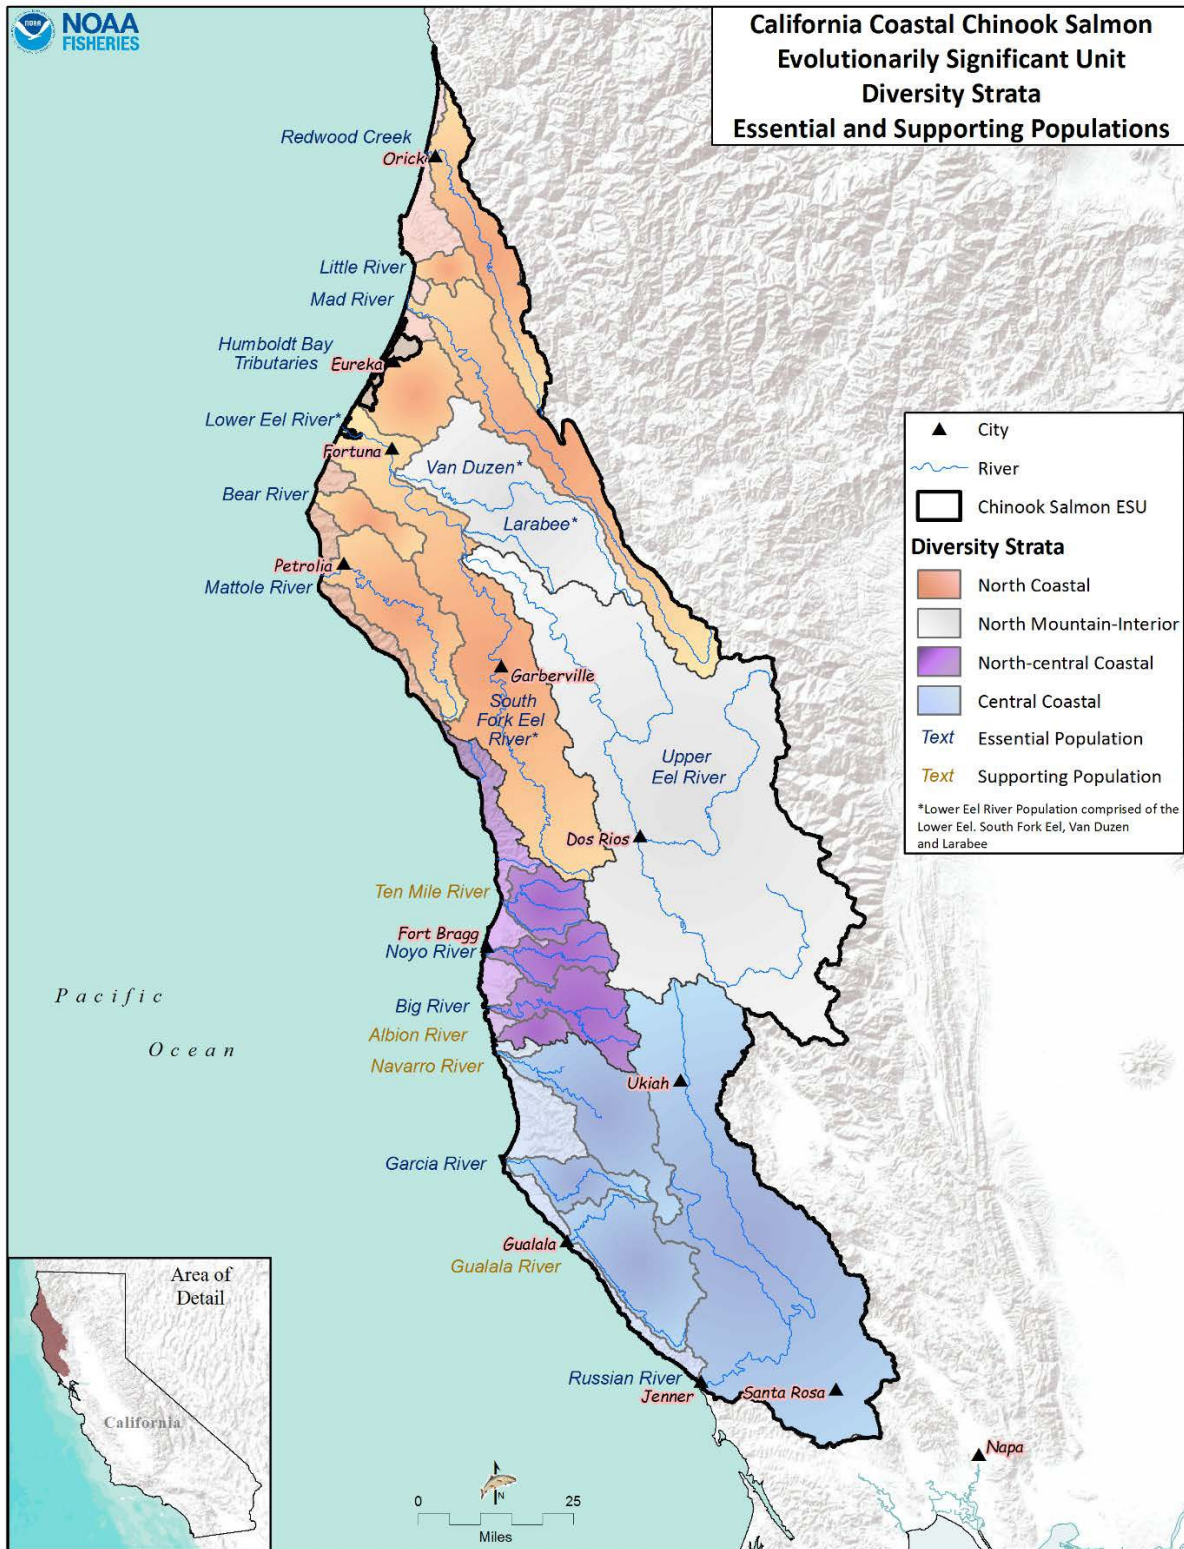 NOAA
NOAA
FISHERIES
California Coastal Chinook Salmon
Evolutionarily Significant Unit
Diversity Strata
Essential and Supporting Populations
Redwood Creek
Orick
Little River
Mad River
Humboldt Bay
Tributaries
Eureka
Lower Eel River*
Fortuna
Van Duzen*
Bear River
Larabee*
Petrolia
Mattole River
Garberville
South
Fork Eel
River*
Upper
Eel River
Dos Rios
Ten Mile River
Fort Bragg
Noyo River
Big River
Albion River
Navarro River
Ukiah
Garcia River
Gualala
Gualala River
Russian River
Jenner
Santa Rosa
Napa
Pacific
Ocean
City
River
Chinook Salmon ESU
Diversity Strata
North Coastal
North Mountain-Interior
North-central Coastal
Central Coastal
Text Essential Population
Text Supporting Population
*Lower Eel River Population comprised of the
Lower Eel. South Fork Eel, Van Duzen
and Larabee
Area of
Detail
California
N
0 25
Miles